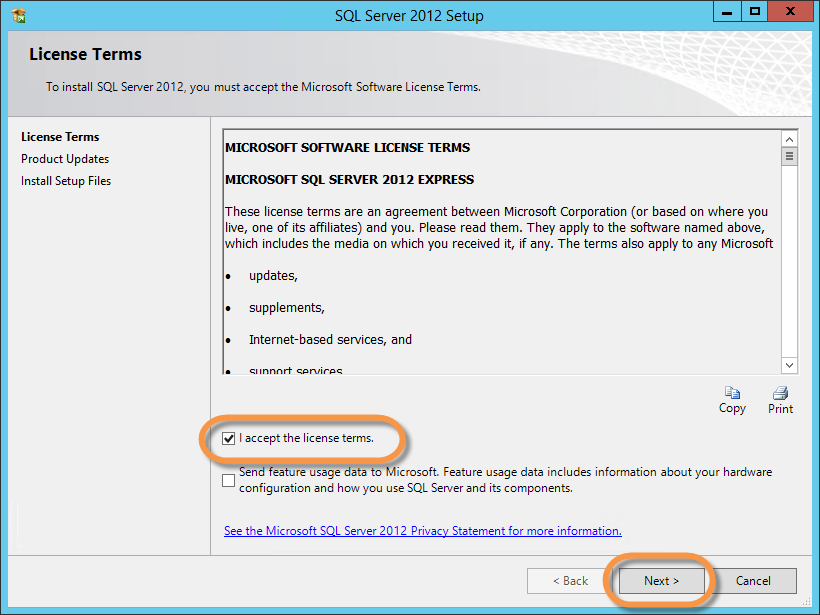 SQL Server 2012 Setup
License Terms
To install SQL Server 2012, you must accept the Microsoft Software License Terms.
License Terms
Product Updates
Install Setup Files
MICROSOFT SOFTWARE LICENSE TERMS
MICROSOFT SQL SERVER 2012 EXPRESS
These license terms are an agreement between Microsoft Corporation (or based on where you
live, one of its affiliates) and you. Please read them. They apply to the software named above,
which includes the media on which you received it, if any. The terms also apply to any Microsoft
• updates,
• supplements,
• Internet-based services, and
• support services
Copy
Print
I accept the license terms.
Send feature usage data to Microsoft. Feature usage data includes information about your hardware
configuration and how you use SQL Server and its components.
See the Microsoft SQL Server 2012 Privacy Statement for more information.
< Back
Next >
Cancel